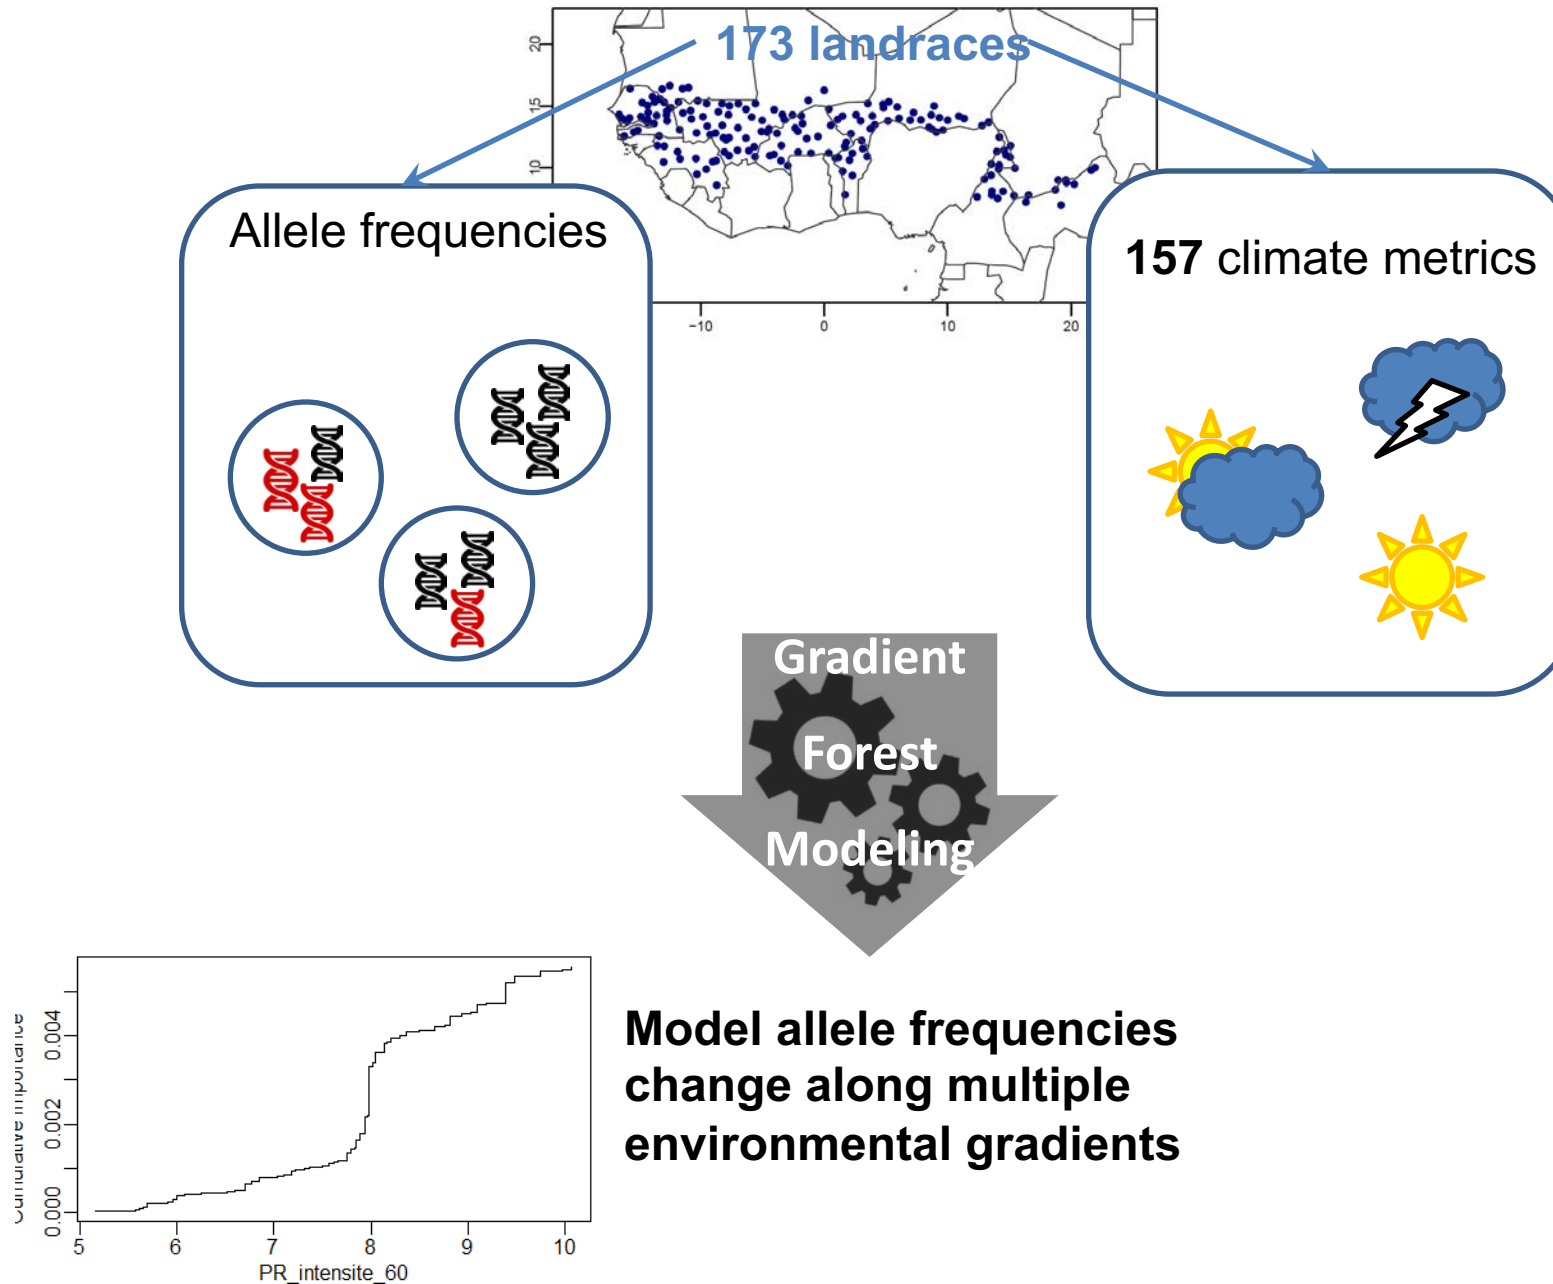 173 landraces
20
15
10
-10
0
10
20
Allele frequencies
157 climate metrics
Gradient
Forest
Modeling
Model allele frequencies
change along multiple
environmental gradients
Cumulative importance
0.004
0.002
0.000
5
6
7
8
9
10
PR_intensite_60